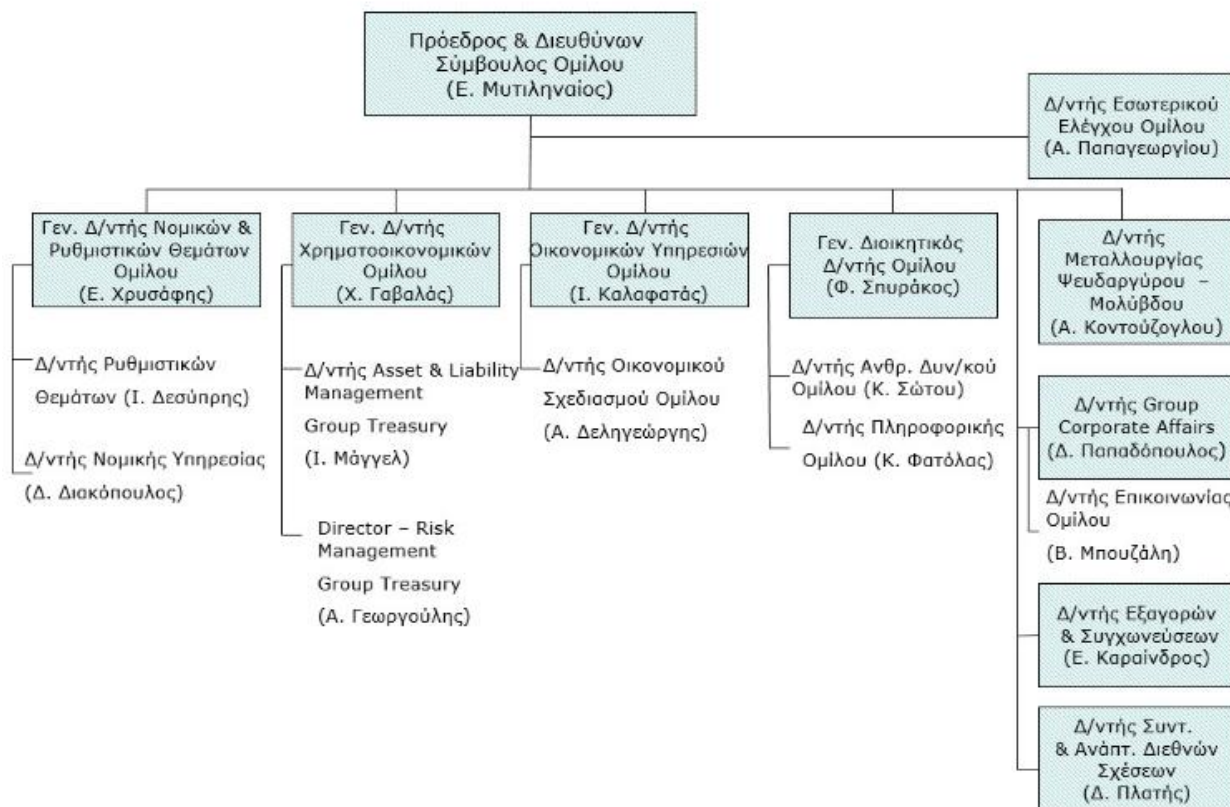 Πρόεδρος & Διευθύνων
Σύμβουλος Ομίλου
(Ε. Μυτιληναίος)
Δ/ντής Εσωτερικού
Ελέγχου Ομίλου
(Α. Παπαγεωργίου)
Γεν. Δ/ντής Νομικών &
Ρυθμιστικών Θεμάτων
Ομίλου
(Ε. Χρυσάφης)
Δ/ντής Ρυθμιστικών
Θεμάτων (Ι. Δεσύπρης)
Δ/ντής Νομικής Υπηρεσίας
(Δ. Διακόπουλος)
Γεν. Δ/ντής
Χρηματοοικονομικών
Ομίλου
(Χ. Γαβαλάς)
Δ/ντής Asset & Liability
Management
Group Treasury
(Ι. Μάγγελ)
Director – Risk
Management
Group Treasury
(Α. Γεωργούλης)
Γεν. Δ/ντής
Οικονομικών Υπηρεσιών
Ομίλου
(Ι. Καλαφατάς)
Δ/ντής Οικονομικού
Σχεδιασμού Ομίλου
(Α. Δεληγεώργης)
Γεν. Διοικητικός
Δ/ντής Ομίλου
(Φ. Σπυράκος)
Δ/ντής Ανθρ. Δυν/κού
Ομίλου (Κ. Σώτου)
Δ/ντής Πληροφορικής
Ομίλου (Κ. Φατόλας)
Δ/ντής
Μεταλλουργίας
Ψευδαργύρου –
Μολύβδου
(Α. Κοντούζογλου)
Δ/ντής Group
Corporate Affairs
(Δ. Παπαδόπουλος)
Δ/ντής Επικοινωνίας
Ομίλου
(Β. Μπουζάλη)
Δ/ντής Εξαγορών
& Συγχωνεύσεων
(Ε. Καραίνδρος)
Δ/ντής Συντ.
& Ανάπτ. Διεθνών
Σχέσεων
(Δ. Πλατής)